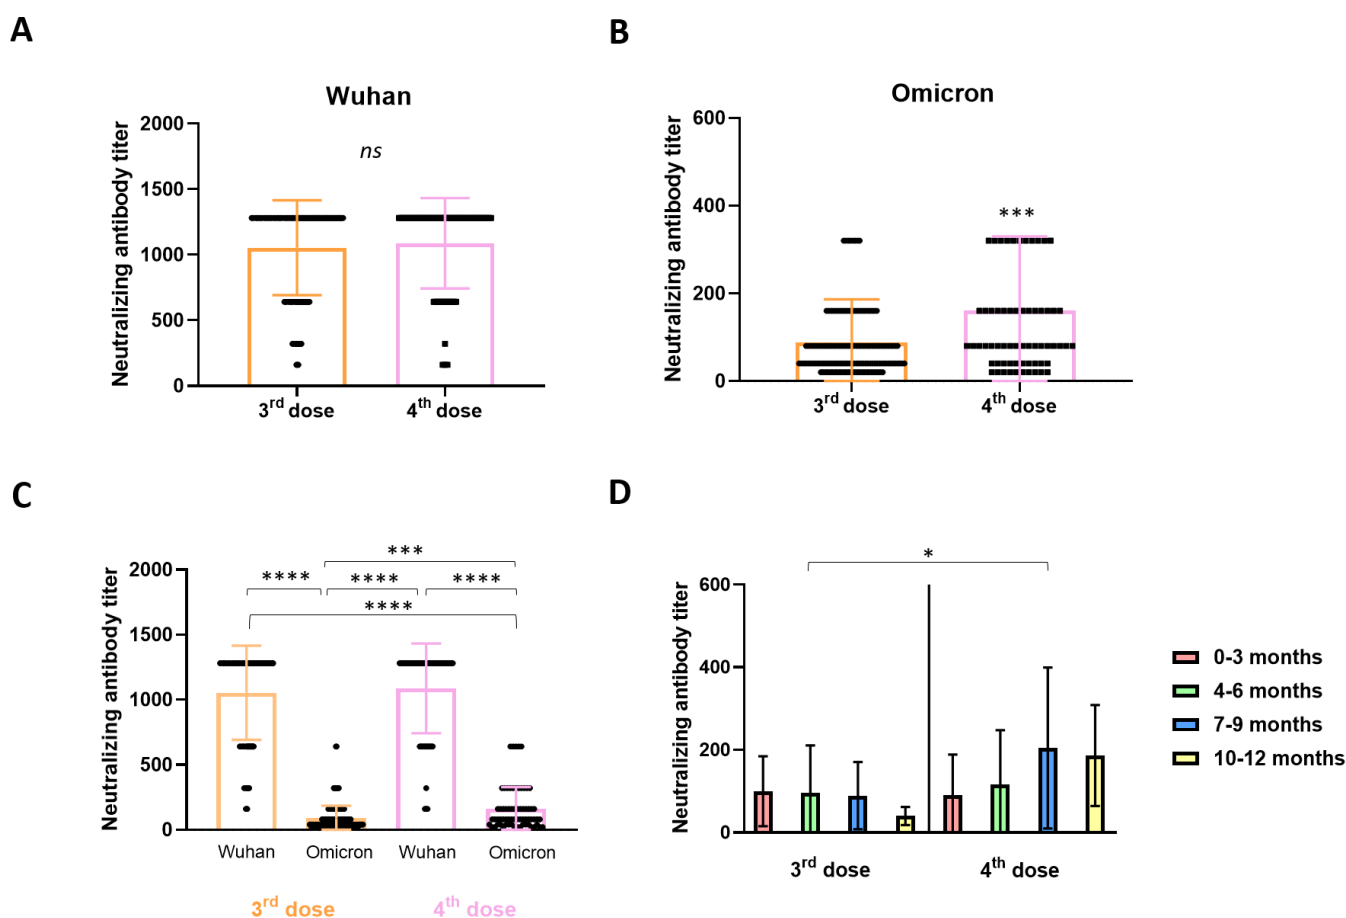 A
Wuhan
Neutralizing antibody titer
2000
1500
1000
500
0
ns
3rd dose
4th dose
B
Omicron
Neutralizing antibody titer
600
400
200
0
***
3rd dose
4th dose
C
Neutralizing antibody titer
2000
1500
1000
500
0
***
**** **** ****
****
Wuhan Omicron Wuhan Omicron
3rd dose 4th dose
D
Neutralizing antibody titer
600
400
200
0
*
3rd dose 4th dose
0-3 months
4-6 months
7-9 months
10-12 months